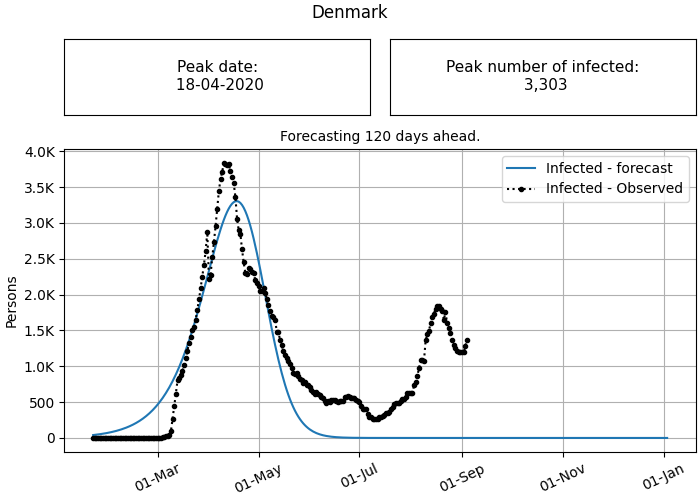 Denmark
Peak date:
18-04-2020
Peak number of infected:
3,303
Forecasting 120 days ahead.
4.0K
3.5K
3.0K
2.5K
2.0K
1.5K
1.0K
500
0
Persons
Infected - forecast
Infected - Observed
01-Mar
01-May
01-Jul
01-Sep
01-Nov
01-Jan